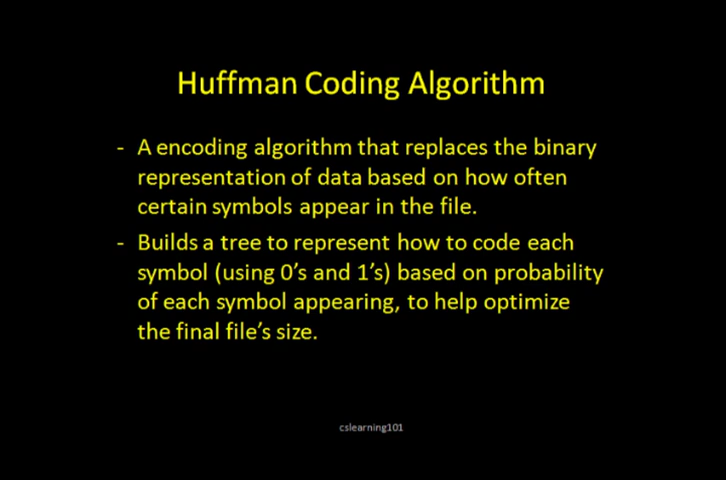 Huffman Coding Algorithm
- A encoding algorithm that replaces the binary
representation of data based on how often
certain symbols appear in the file.
- Builds a tree to represent how to code each
symbol (using 0's and 1's) based on probability
of each symbol appearing, to help optimize
the final file's size.
cslearning101